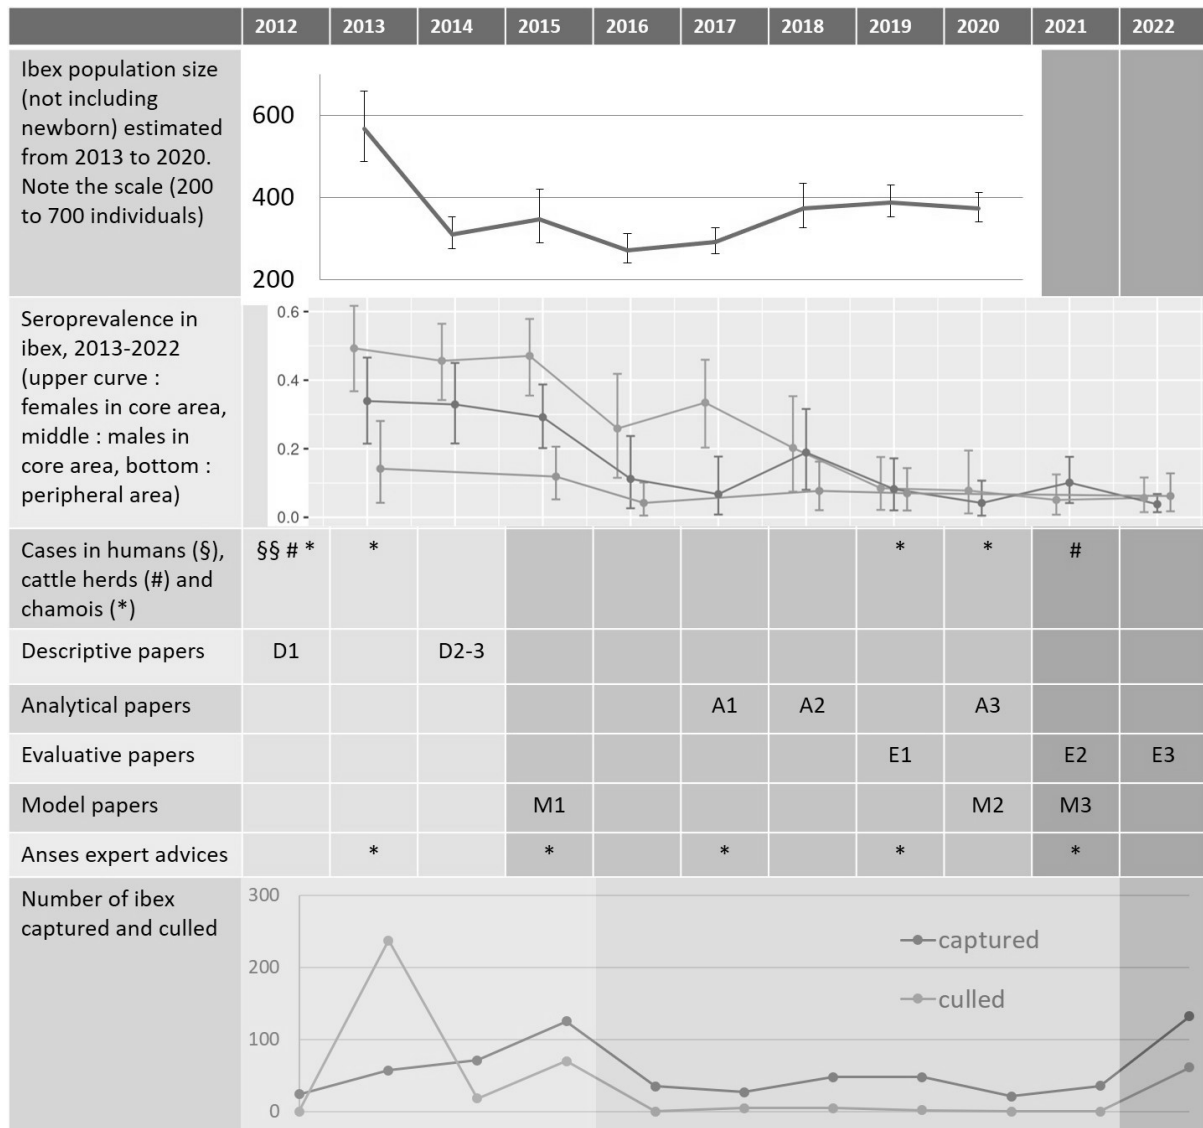 2012 2013 2014 2015 2016 2017 2018 2019 2020 2021 2022
Ibex population size
(not including
newborn) estimated
from 2013 to 2020.
Note the scale (200
to 700 individuals)
600
400
200
Seroprevalence in
ibex, 2013-2022
(upper curve :
females in core area,
middle : males in
core area, bottom :
peripheral area)
0.6
0.4
0.2
0.0
Cases in humans (§),
cattle herds (#) and
chamois (*)
§§ # * * * * #
Descriptive papers D1 D2-3
Analytical papers A1 A2 A3
Evaluative papers E1 E2 E3
Model papers M1 M2 M3
Anses expert advices * * * * *
Number of ibex
captured and culled
300
200
100
0
captured
culled